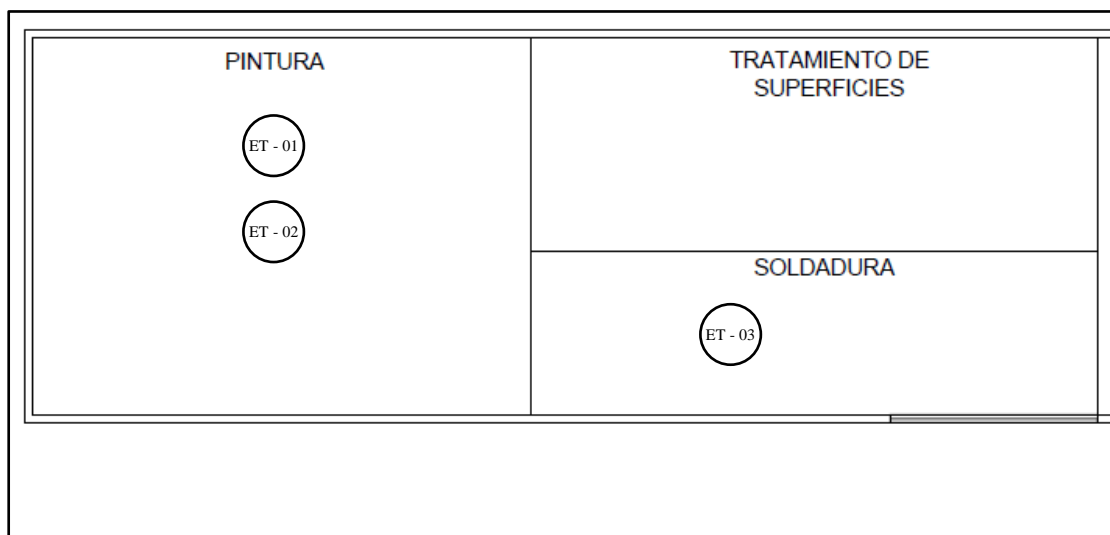 PINTURA
ET - 01
ET - 02
TRATAMIENTO DE
SUPERFICIES
SOLDADURA
ET - 03